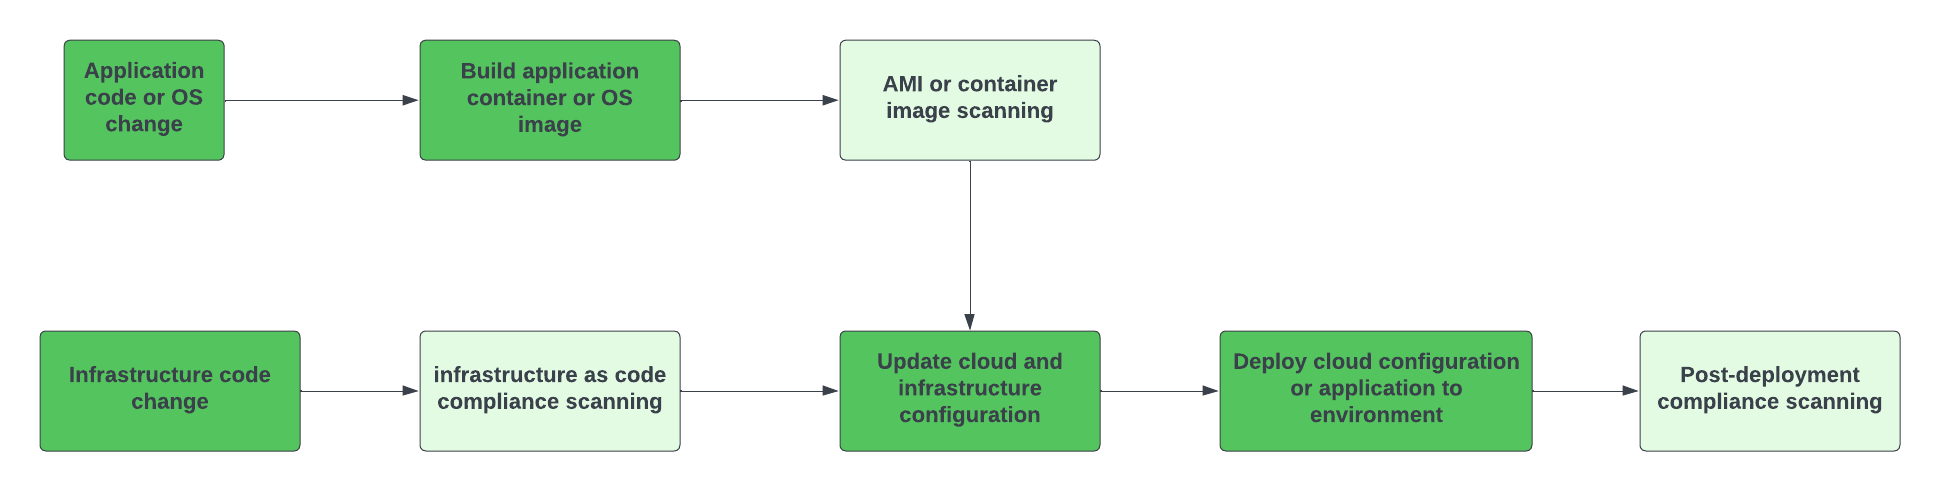 Application
code or OS
change
Build application
container or OS
image
AMI or container
image scanning
Infrastructure code
change
infrastructure as code
compliance scanning
Update cloud and
infrastructure
configuration
Deploy cloud configuration
or application to
environment
Post-deployment
compliance scanning